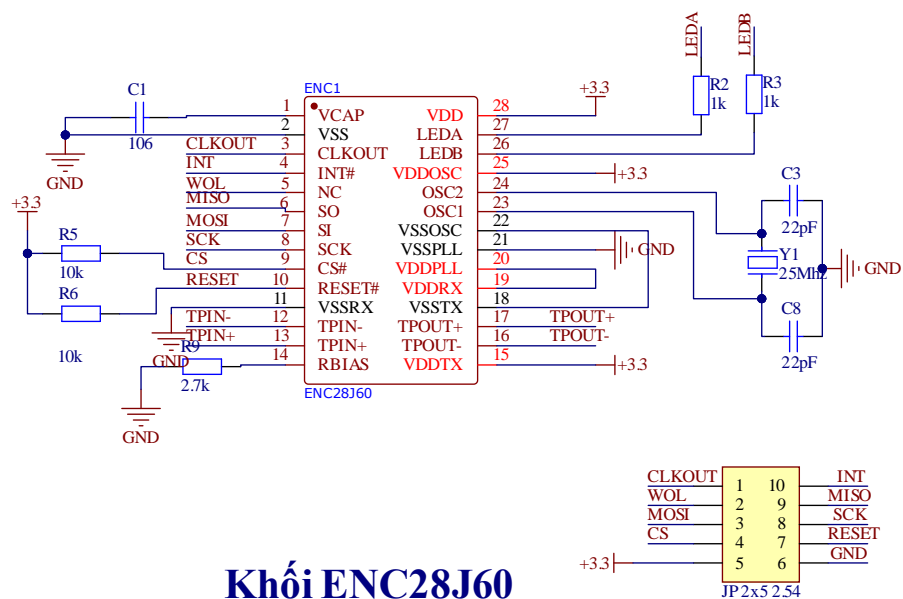 LEDA
LEDB
R2
1k
R3
1k
+3.3
ENC1
C1
106
GND
1 VCAP VDD 28
2 VSS LEDA 27
CLKOUT 3 CLKOUT LEDB 26
INT 4 INT# VDDOSC 25 +3.3
WOL 5 NC OSC2 24
MISO 6 SO OSC1 23
MOSI 7 SI VSSOSC 22
SCK 8 SCK VSSPLL 21 GND
CS 9 CS# VDDPLL 20
RESET 10 RESET# VDDRX 19
11 VSSRX VSSTX 18
TPIN- 12 TPIN- TPOUT+ 17 TPOUT+
TPIN+ 13 TPIN+ TPOUT- 16 TPOUT-
14 RBIAS VDDTX 15 +3.3
ENC28J60
+3.3
R5
10k
R6
10k
GND
R9
2.7k
GND
C3
22pF
Y1
25Mhz
GND
C8
22pF
CLKOUT 1 10 INT
WOL 2 9 MISO
MOSI 3 8 SCK
CS 4 7 RESET
+3.3 5 6 GND
JP 2x5 2.54
Khối ENC28J60